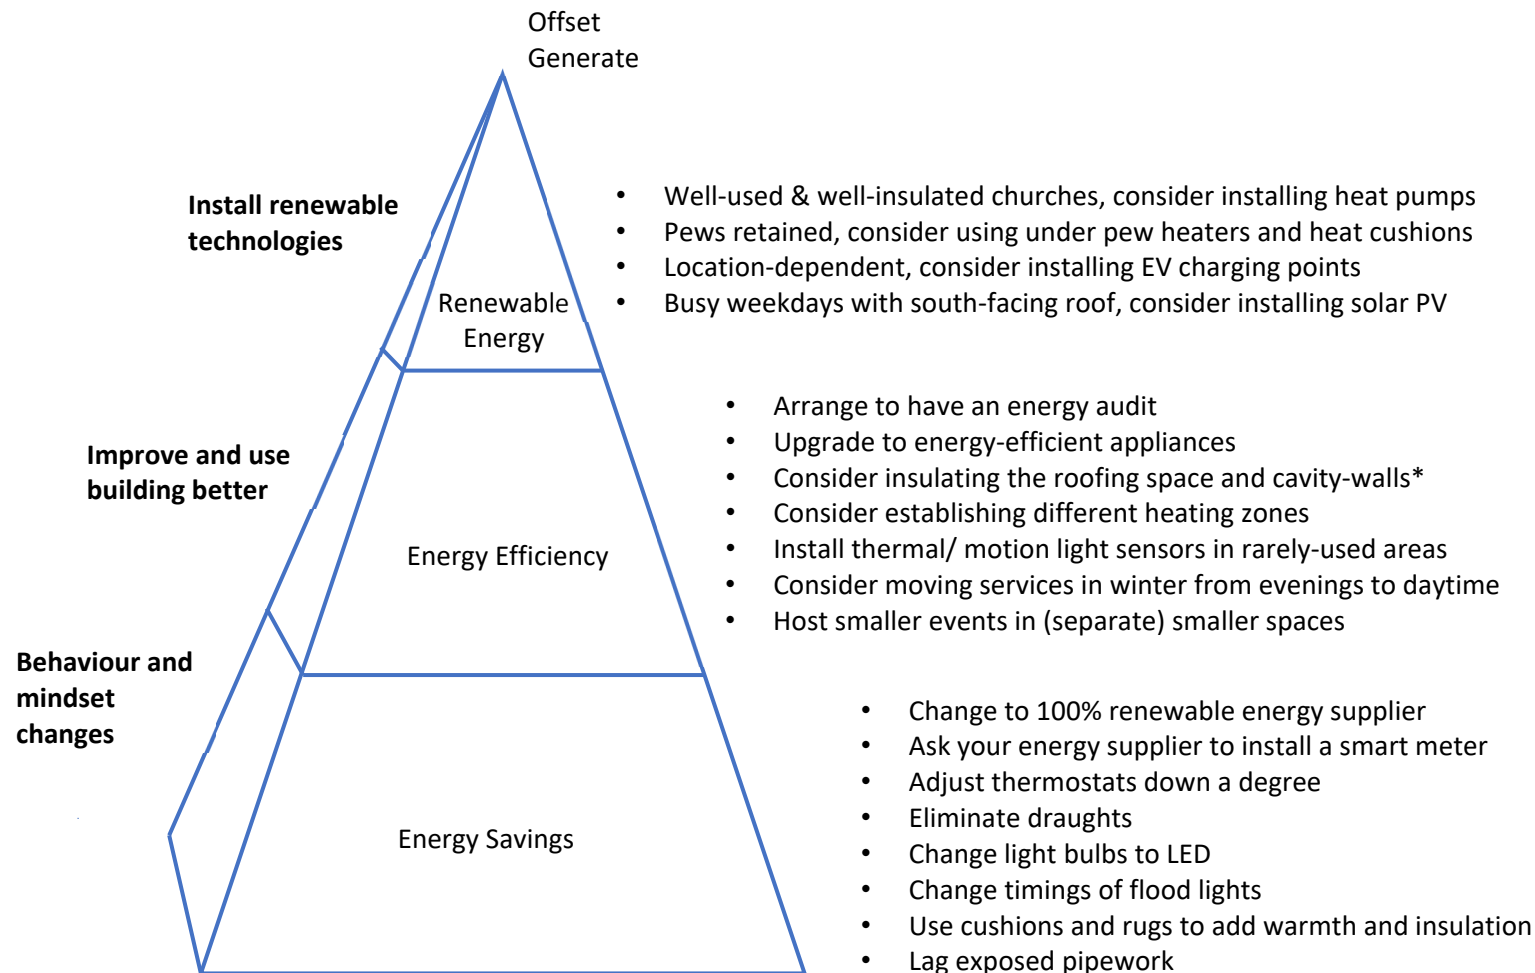 Offset
Generate
Install renewable
technologies
• Well-used & well-insulated churches, consider installing heat pumps
• Pews retained, consider using under pew heaters and heat cushions
• Location-dependent, consider installing EV charging points
• Busy weekdays with south-facing roof, consider installing solar PV
Renewable
Energy
Improve and use
building better
• Arrange to have an energy audit
• Upgrade to energy-efficient appliances
• Consider insulating the roofing space and cavity-walls*
• Consider establishing different heating zones
• Install thermal/ motion light sensors in rarely-used areas
• Consider moving services in winter from evenings to daytime
• Host smaller events in (separate) smaller spaces
Energy Efficiency
Behaviour and
mindset
changes
• Change to 100% renewable energy supplier
• Ask your energy supplier to install a smart meter
• Adjust thermostats down a degree
• Eliminate draughts
• Change light bulbs to LED
• Change timings of flood lights
• Use cushions and rugs to add warmth and insulation
• Lag exposed pipework
Energy Savings